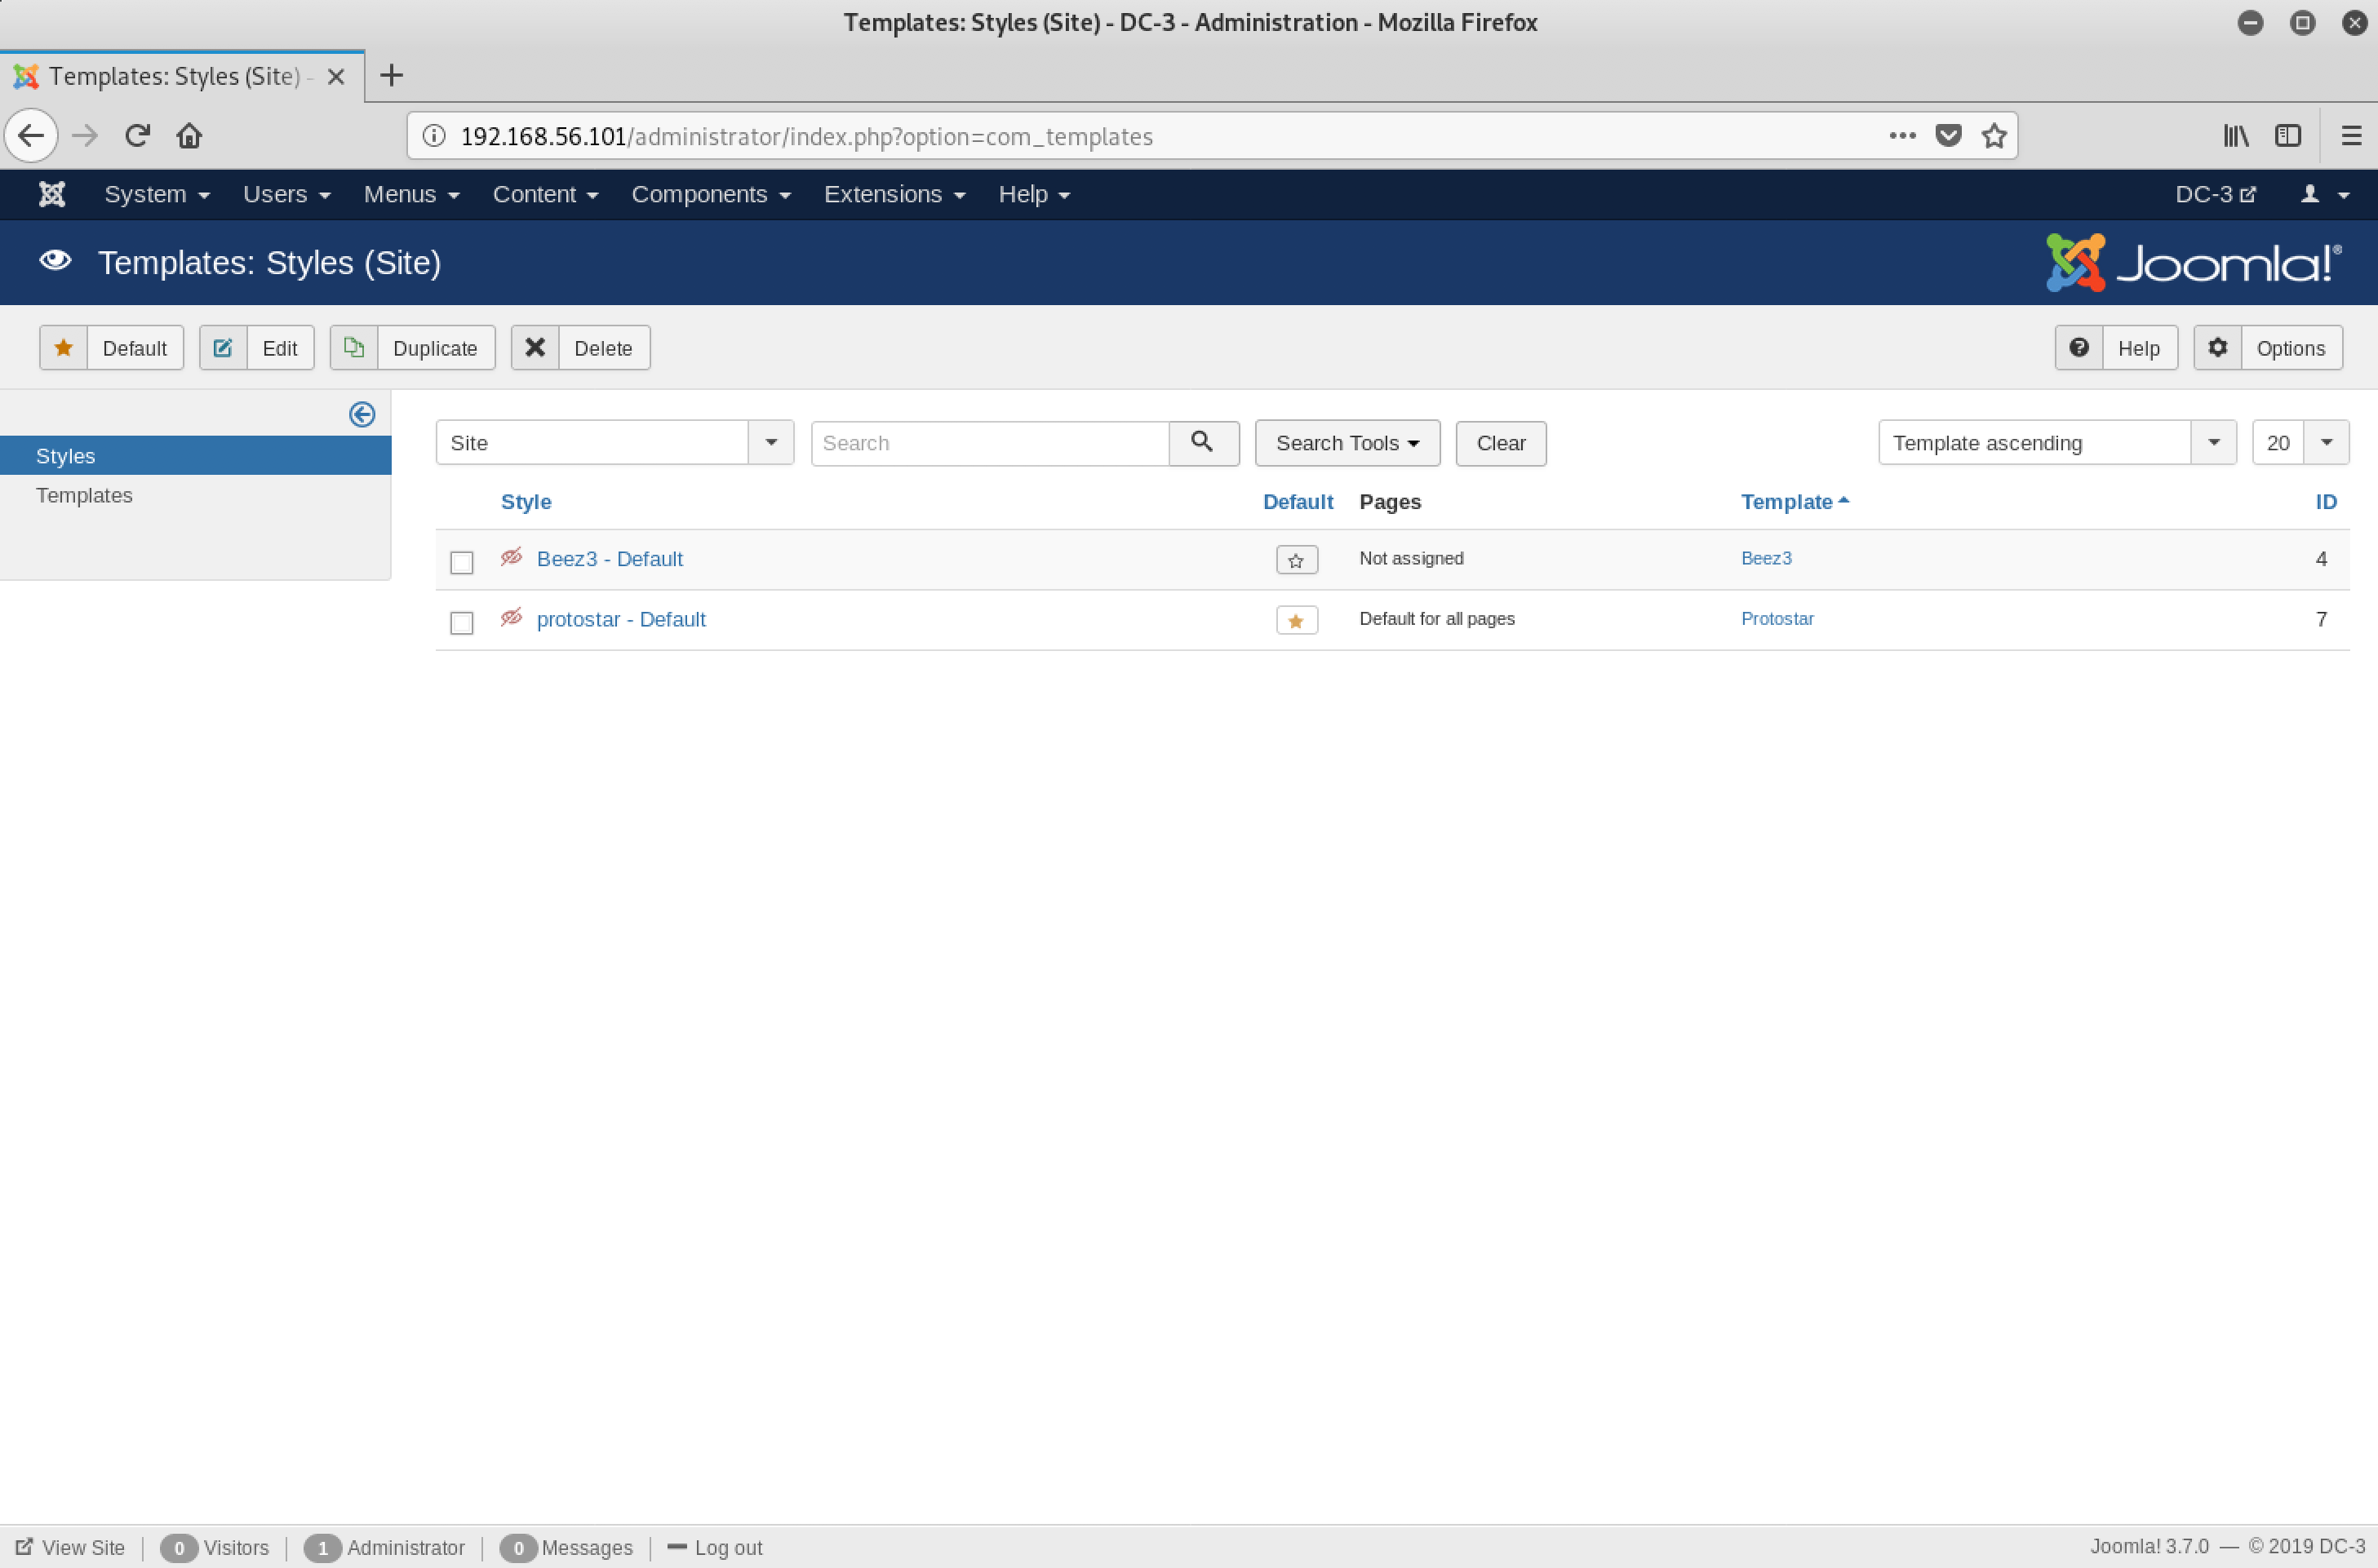 Templates: Styles (Site) - DC-3 - Administration - Mozilla Firefox
Templates: Styles (Site) -
192.168.56.101/administrator/index.php?option=com_templates
System Users Menus Content Components Extensions Help DC-3
Templates: Styles (Site) Joomla!®
Default Edit Duplicate Delete Help Options
Site Search Search Tools Clear Template ascending 20
Styles
Templates
Style Default Pages Template ID
Beez3 - Default Not assigned Beez3 4
protostar - Default Default for all pages Protostar 7
View Site 0 Visitors 1 Administrator 0 Messages Log out Joomla! 3.7.0 — © 2019 DC-3